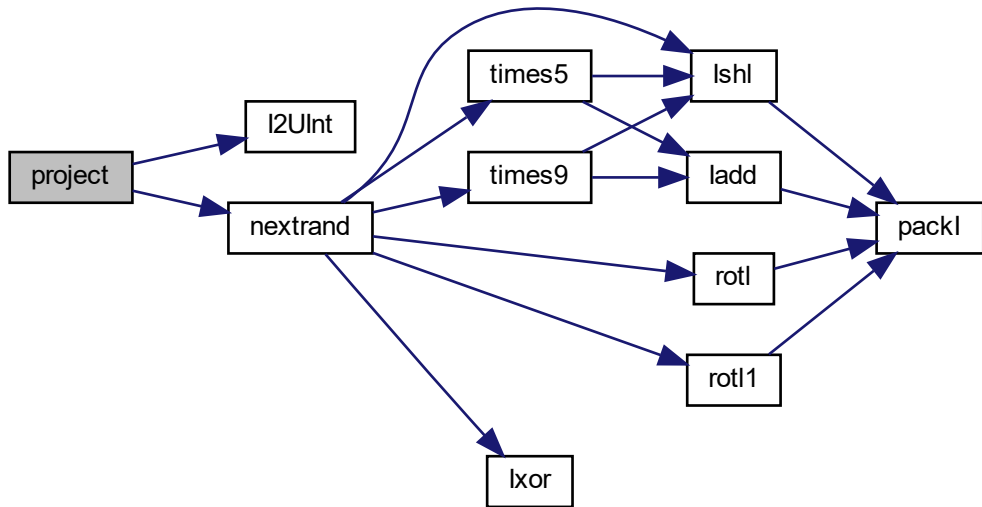 project
l2UInt
nextrand
times5
times9
lshl
ladd
rotl
rotl1
lxor
packl